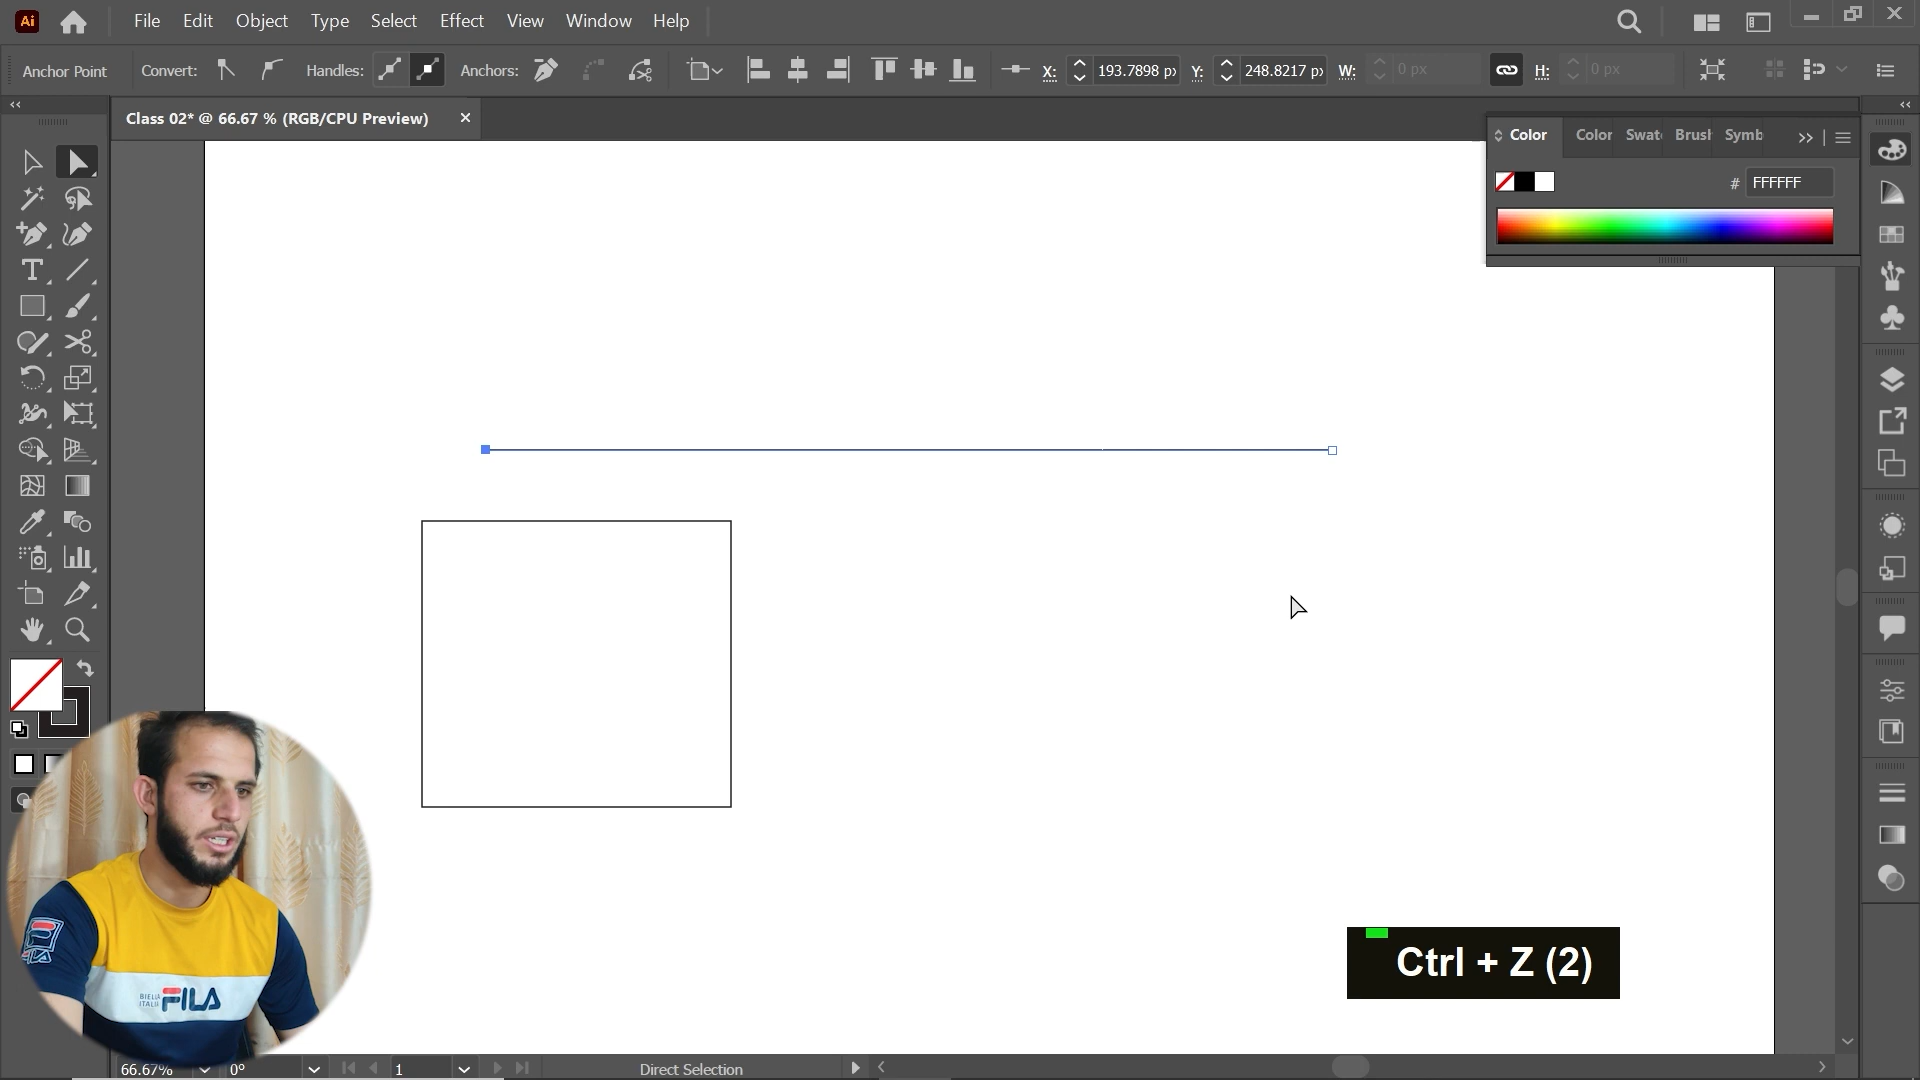 Ai File Edit Object Type Select Effect View Window Help
Anchor Point Convert: Handles: Anchors: X: 193.7898 px Y: 248.8217 px W: 0 px H: 0 px
Class 02* @ 66.67 % (RGB/CPU Preview)
Color Color Swat Brush Symb
# FFFFFF
T
BIELLA
ITALIA FILA
Ctrl + Z (2)
66.67% 0° 1 Direct Selection